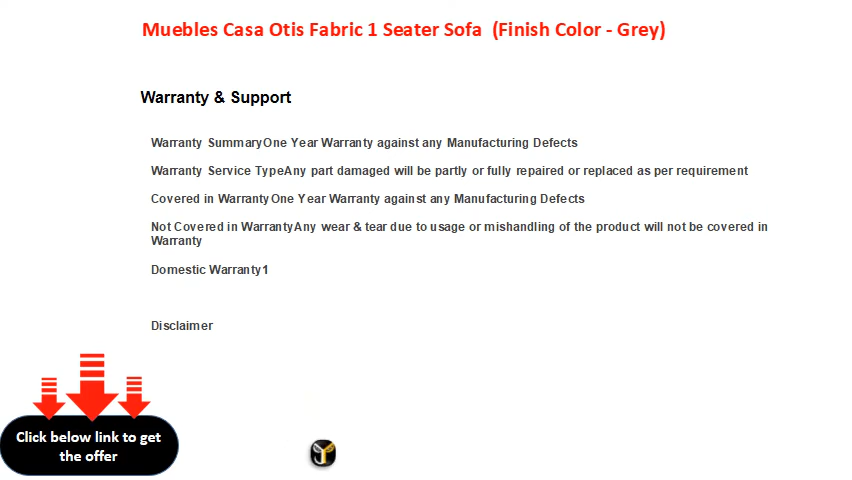 Muebles Casa Otis Fabric 1 Seater Sofa (Finish Color - Grey)
Warranty & Support
Warranty SummaryOne Year Warranty against any Manufacturing Defects
Warranty Service TypeAny part damaged will be partly or fully repaired or replaced as per requirement
Covered in WarrantyOne Year Warranty against any Manufacturing Defects
Not Covered in WarrantyAny wear & tear due to usage or mishandling of the product will not be covered in
Warranty
Domestic Warranty1
Disclaimer
Click below link to get
the offer